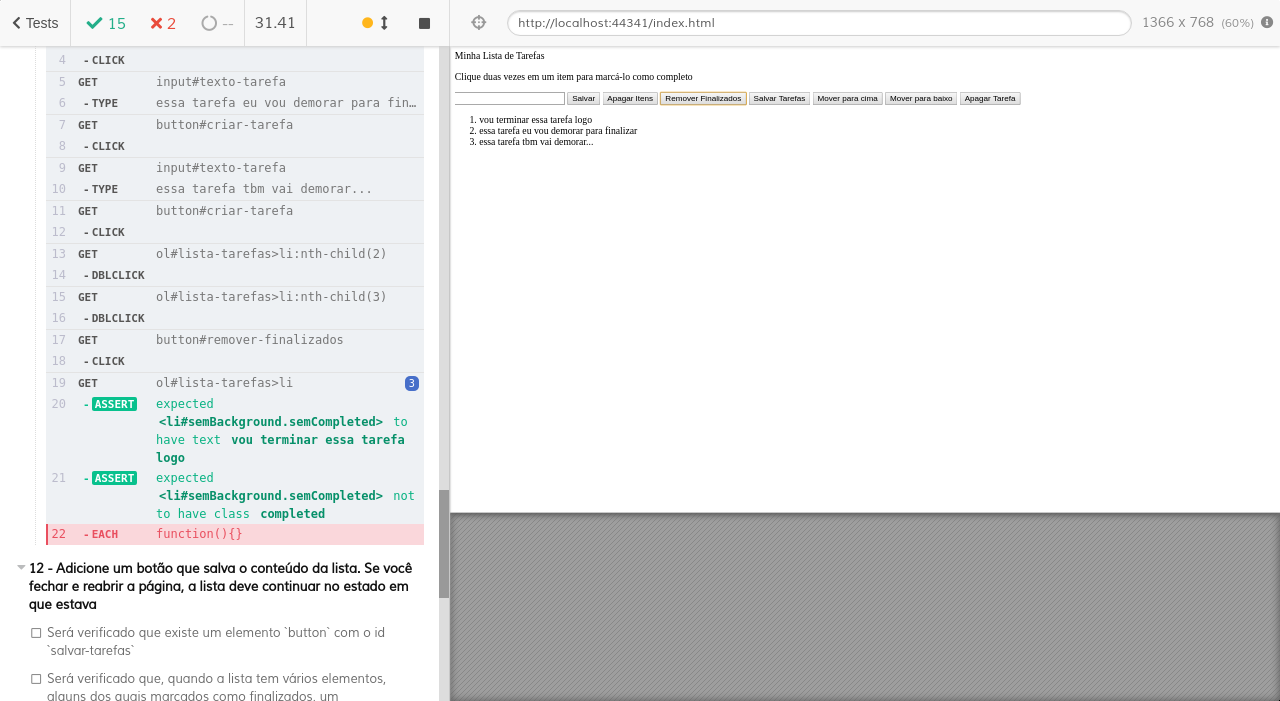 Tests 15 2 -- 31.41 http://localhost:44341/index.html 1366 x 768 (60%)
4 - CLICK
5 GET input#texto-tarefa
6 - TYPE essa tarefa eu vou demorar para fin…
7 GET button#criar-tarefa
8 - CLICK
9 GET input#texto-tarefa
10 - TYPE essa tarefa tbm vai demorar...
11 GET button#criar-tarefa
12 - CLICK
13 GET ol#lista-tarefas>li:nth-child(2)
14 - DBLCLICK
15 GET ol#lista-tarefas>li:nth-child(3)
16 - DBLCLICK
17 GET button#remover-finalizados
18 - CLICK
19 GET ol#lista-tarefas>li 3
20 - ASSERT expected
<li#semBackground.semCompleted> to
have text vou terminar essa tarefa
logo
21 - ASSERT expected
<li#semBackground.semCompleted> not
to have class completed
22 - EACH function(){}
12 - Adicione um botão que salva o conteúdo da lista. Se você
fechar e reabrir a página, a lista deve continuar no estado em
que estava
Será verificado que existe um elemento `button` com o id
`salvar-tarefas`
Será verificado que, quando a lista tem vários elementos,
alguns dos quais marcados como finalizados, um
Minha Lista de Tarefas
Clique duas vezes em um item para marcá-lo como completo
Salvar Apagar Itens Remover Finalizados Salvar Tarefas Mover para cima Mover para baixo Apagar Tarefa
1. vou terminar essa tarefa logo
2. essa tarefa eu vou demorar para finalizar
3. essa tarefa tbm vai demorar...